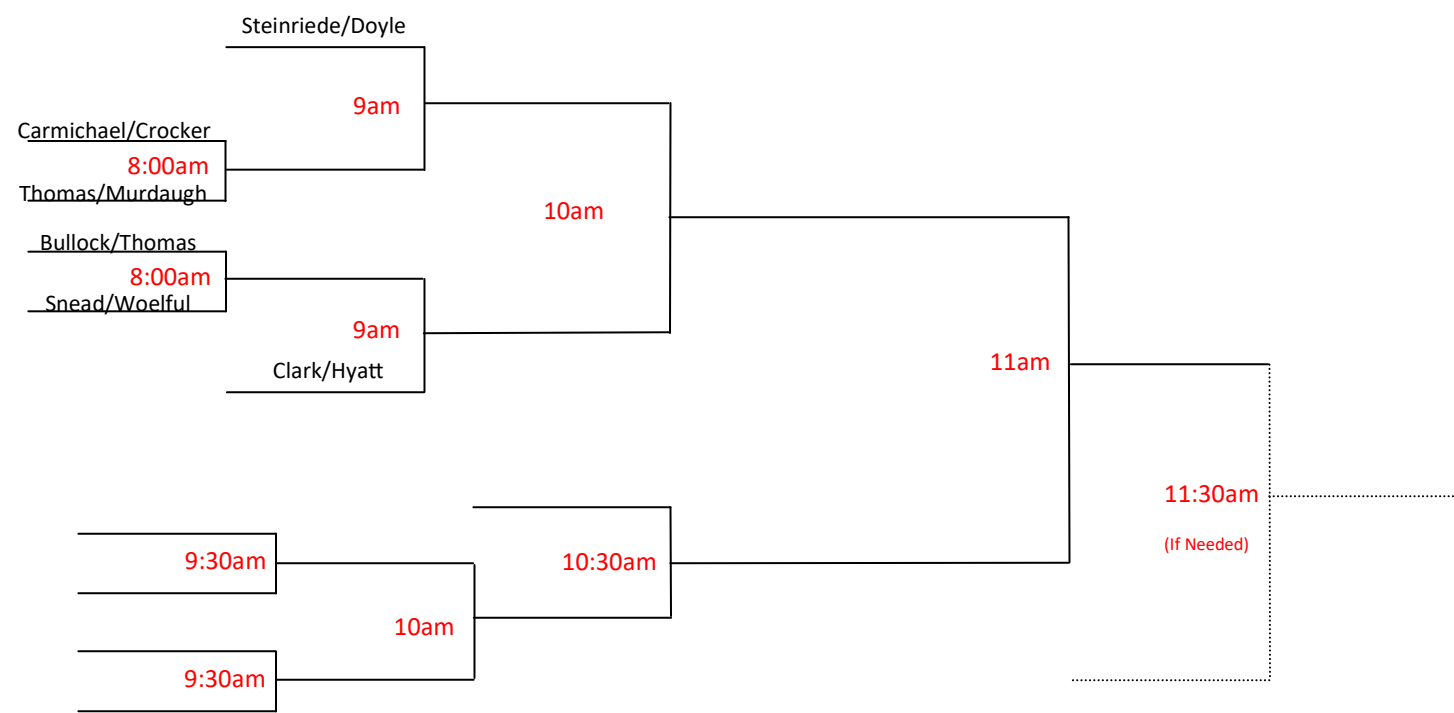 Steinriede/Doyle
9am
Carmichael/Crocker
8:00am
Thomas/Murdaugh
10am
Bullock/Thomas
8:00am
Snead/Woelful
9am
Clark/Hyatt
11am
11:30am
(If Needed)
9:30am
10:30am
10am
9:30am